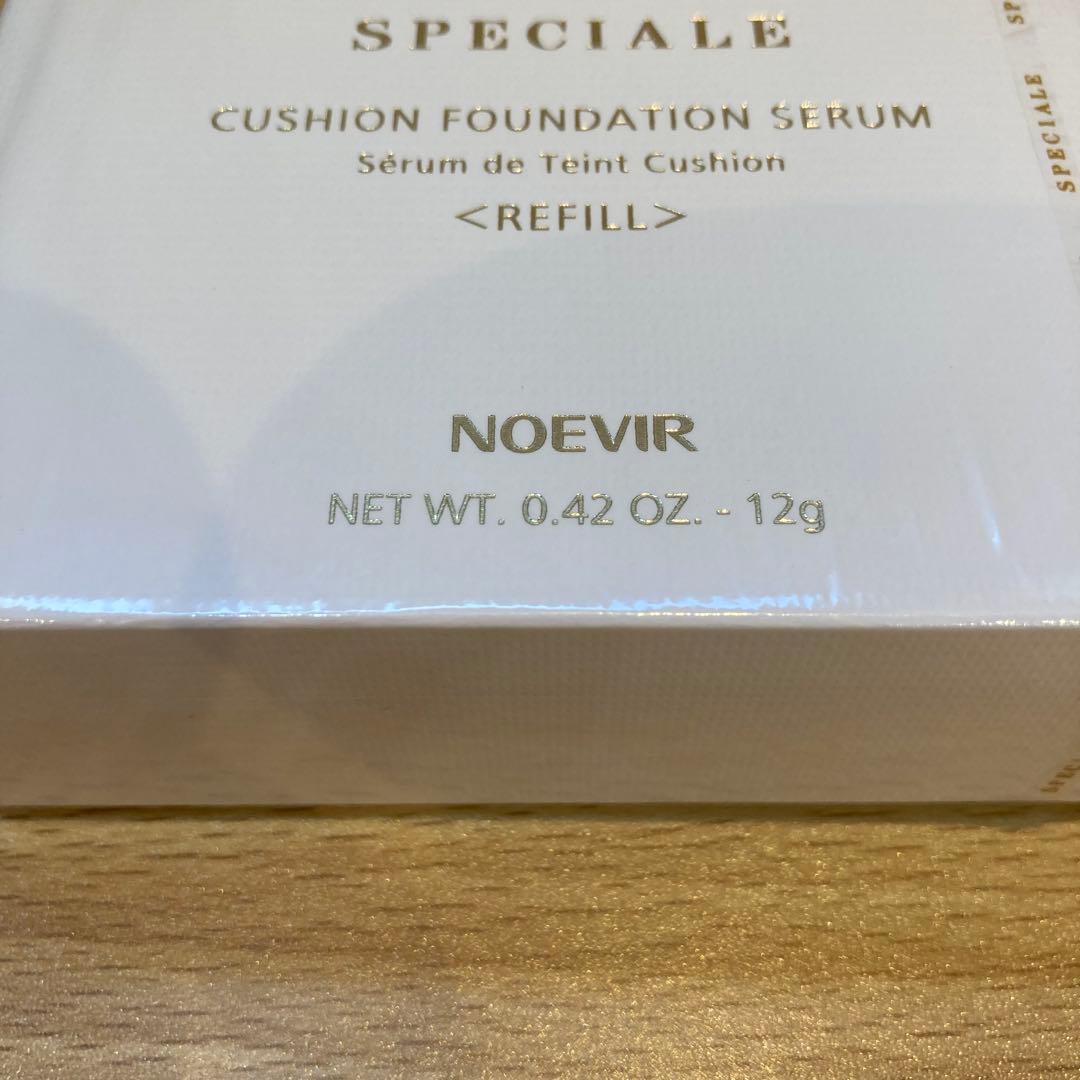 SPECIALE
CUSHION FOUNDATION SERUM
Sérum de Teint Cushion
<REFILL>
NOEVIR
NET WT. 0.42 OZ. - 12g
SPECIALE